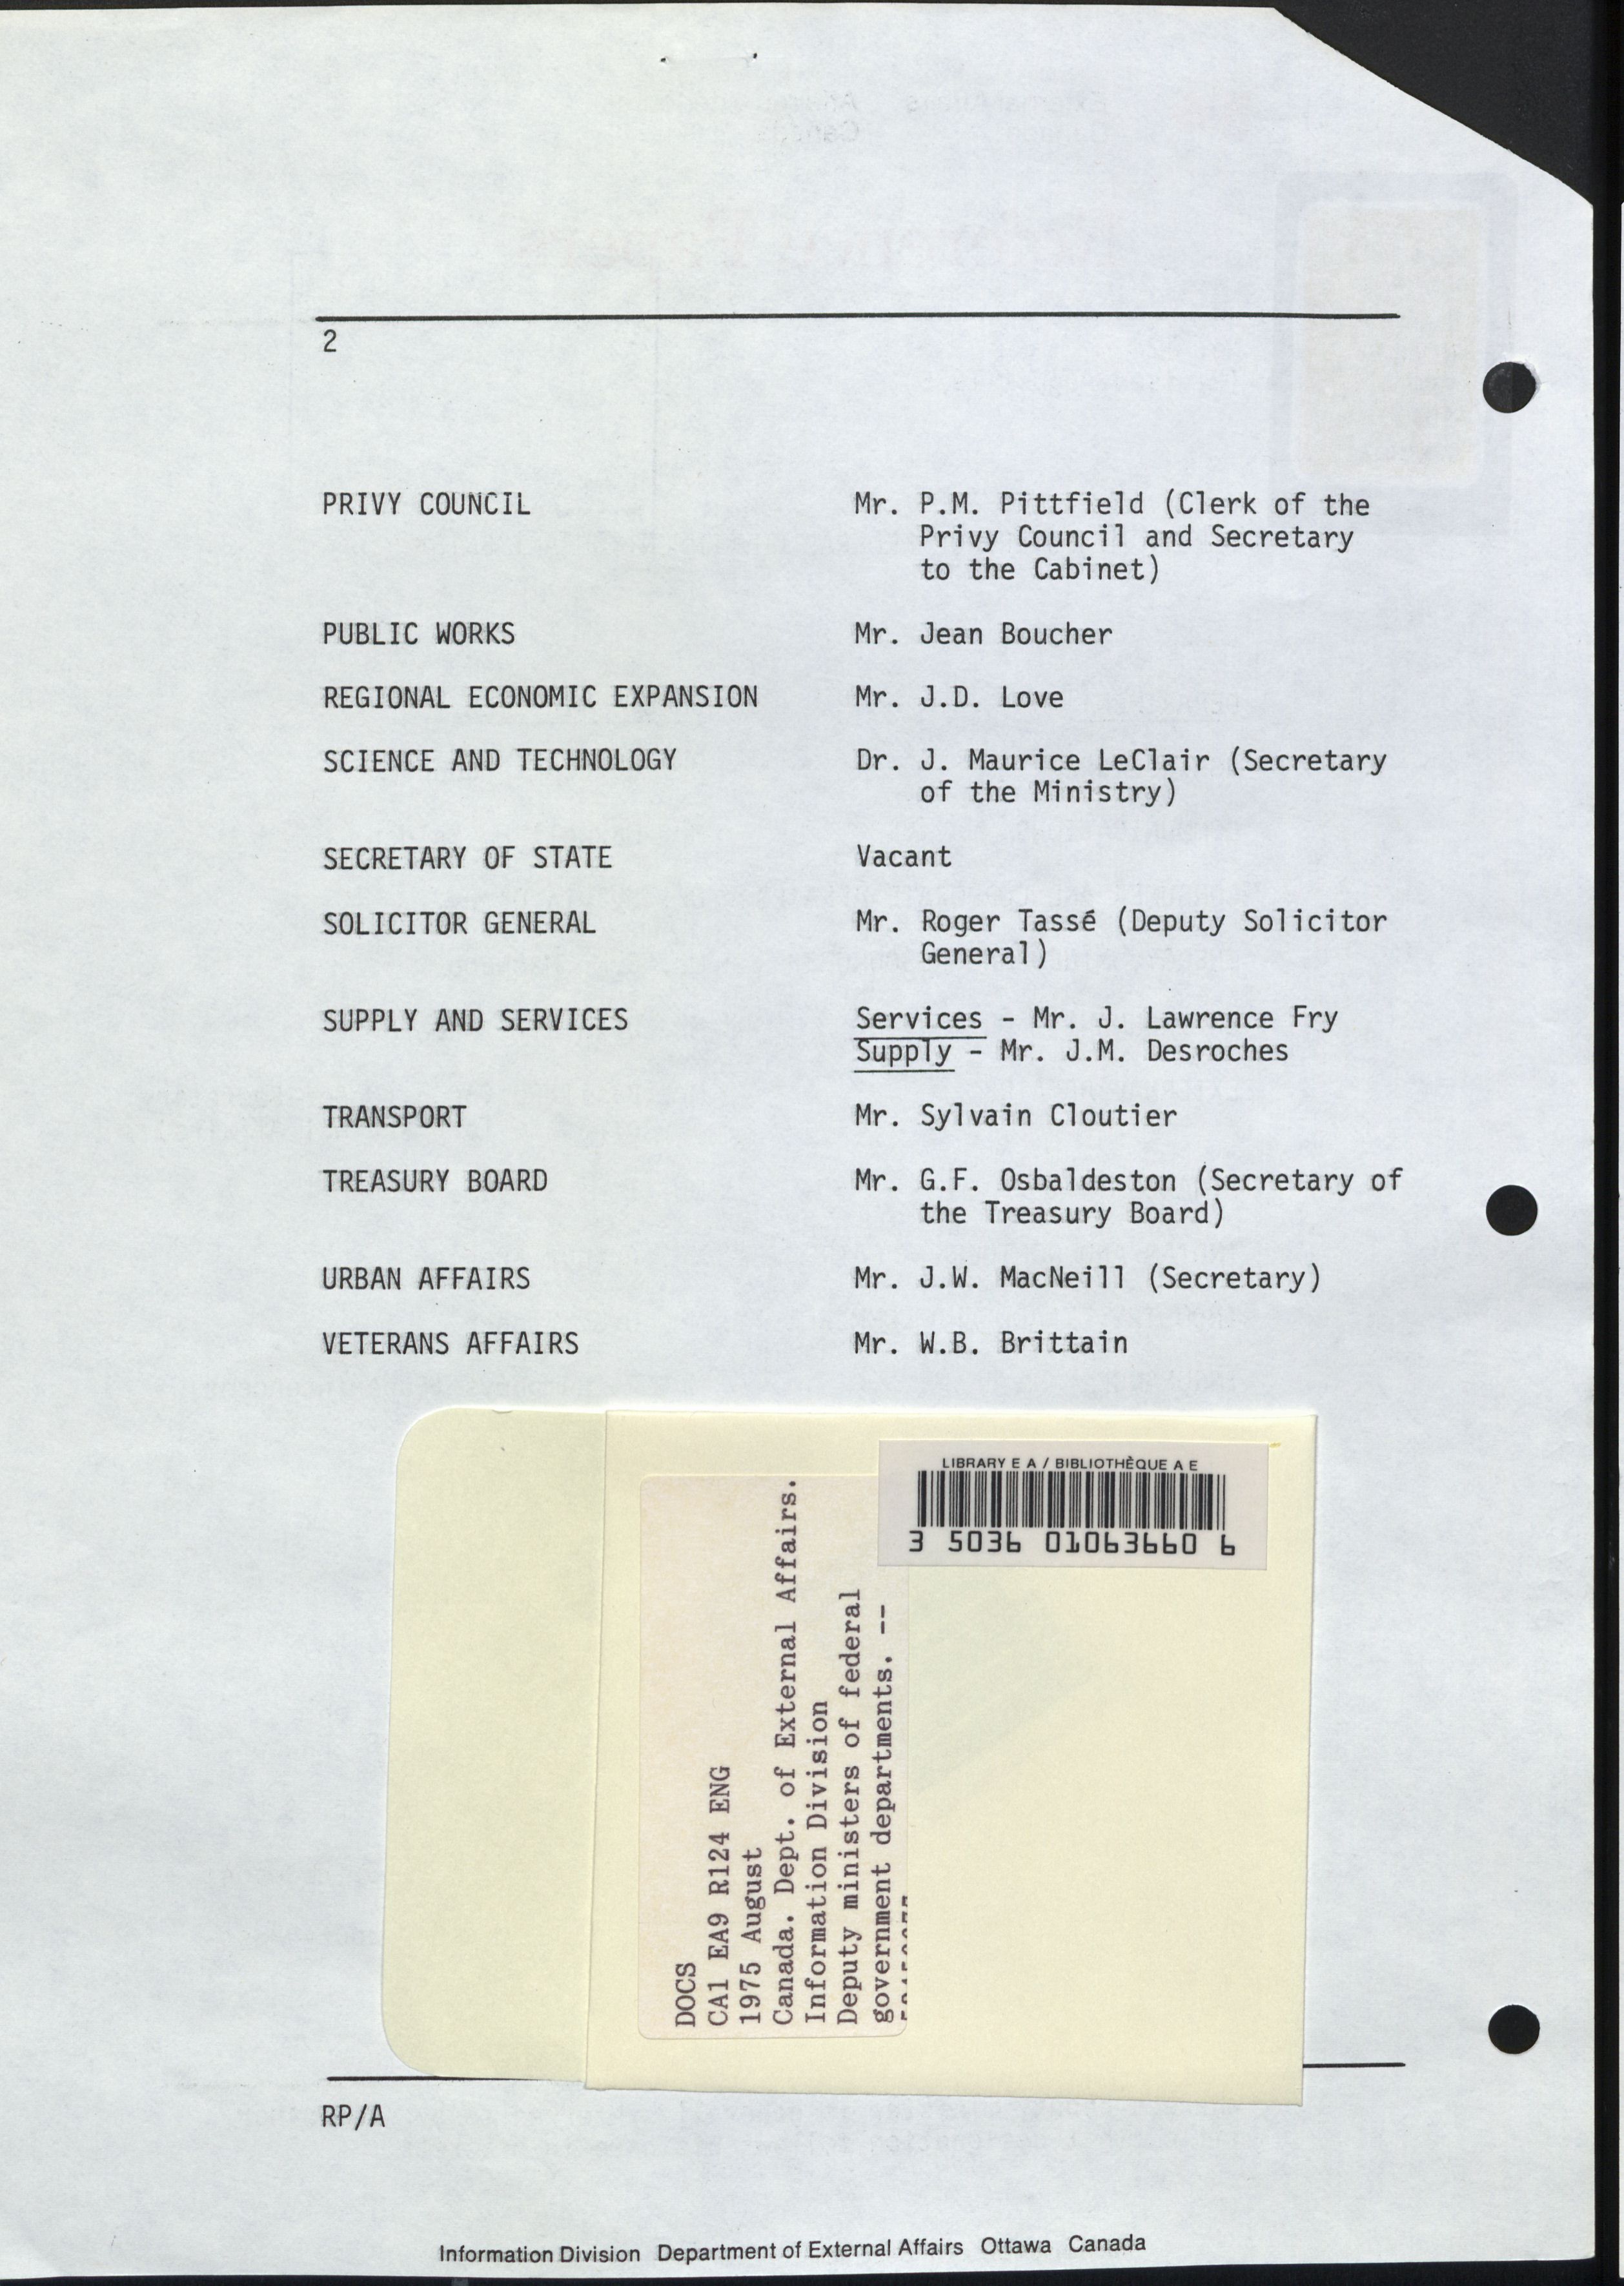 2
PRIVY COUNCIL Mr. P.M. Pittfield (Clerk of the
Privy Council and Secretary
to the Cabinet)
PUBLIC WORKS Mr. Jean Boucher
REGIONAL ECONOMIC EXPANSION Mr. J.D. Love
SCIENCE AND TECHNOLOGY Dr. J. Maurice LeClair (Secretary
of the Ministry)
SECRETARY OF STATE Vacant
SOLICITOR GENERAL Mr. Roger Tassé (Deputy Solicitor
General)
SUPPLY AND SERVICES Services - Mr. J. Lawrence Fry
Supply - Mr. J.M. Desroches
TRANSPORT Mr. Sylvain Cloutier
TREASURY BOARD Mr. G.F. Osbaldeston (Secretary of
the Treasury Board)
URBAN AFFAIRS Mr. J.W. MacNeill (Secretary)
VETERANS AFFAIRS Mr. W.B. Brittain
LIBRARY E A / BIBLIOTHÈQUE A E
3 5036 01063660 6
DOCS
CA1 EA9 R124 ENG
1975 August
Canada. Dept. of External Affairs.
Information Division
Deputy ministers of federal
government departments. --
RP/A
Information Division Department of External Affairs Ottawa Canada